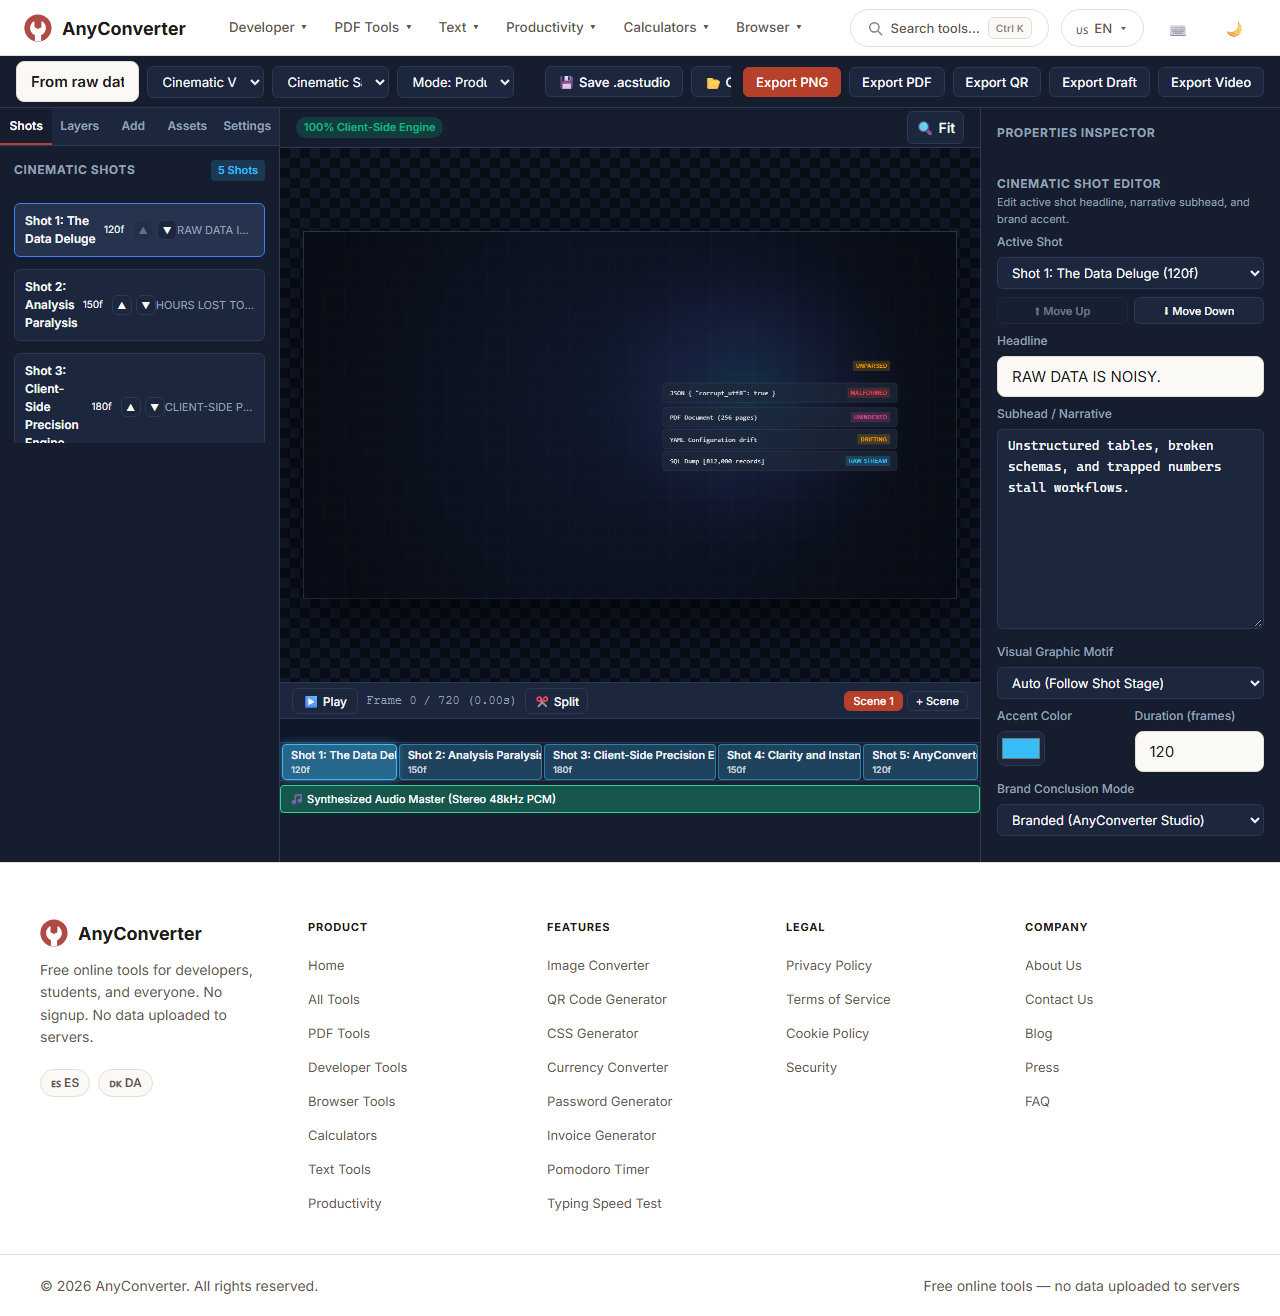 AnyConverter
Developer ▾ PDF Tools ▾ Text ▾ Productivity ▾ Calculators ▾ Browser ▾
Search tools... Ctrl K
US EN ▾
From raw dat
Cinematic V
Cinematic S
Mode: Produ
Save .acstudio
Export PNG
Export PDF
Export QR
Export Draft
Export Video
Shots Layers Add Assets Settings
CINEMATIC SHOTS 5 Shots
Shot 1: The
Data Deluge
120f ▲ ▼ RAW DATA I...
Shot 2:
Analysis
Paralysis
150f ▲ ▼ HOURS LOST TO...
Shot 3:
Client-
Side
Precision
Engine
180f ▲ ▼ CLIENT-SIDE P...
100% Client-Side Engine
Fit
UNPARSED
JSON { "corrupt_utf8": true } MALFORMED
PDF Document (256 pages) UNINDEXED
YAML Configuration drift DRIFTING
SQL Dump [812,000 records] RAW STREAM
Play Frame 0 / 720 (0.00s) Split
Scene 1 + Scene
Shot 1: The Data Del
120f
Shot 2: Analysis Paralysis
150f
Shot 3: Client-Side Precision E
180f
Shot 4: Clarity and Instan
150f
Shot 5: AnyConverte
120f
Synthesized Audio Master (Stereo 48kHz PCM)
PROPERTIES INSPECTOR
CINEMATIC SHOT EDITOR
Edit active shot headline, narrative subhead, and
brand accent.
Active Shot
Shot 1: The Data Deluge (120f)
⬆ Move Up ⬇ Move Down
Headline
RAW DATA IS NOISY.
Subhead / Narrative
Unstructured tables, broken
schemas, and trapped numbers
stall workflows.
Visual Graphic Motif
Auto (Follow Shot Stage)
Accent Color Duration (frames)
120
Brand Conclusion Mode
Branded (AnyConverter Studio)
AnyConverter
Free online tools for developers,
students, and everyone. No
signup. No data uploaded to
servers.
ES ES DK DA
PRODUCT
Home
All Tools
PDF Tools
Developer Tools
Browser Tools
Calculators
Text Tools
Productivity
FEATURES
Image Converter
QR Code Generator
CSS Generator
Currency Converter
Password Generator
Invoice Generator
Pomodoro Timer
Typing Speed Test
LEGAL
Privacy Policy
Terms of Service
Cookie Policy
Security
COMPANY
About Us
Contact Us
Blog
Press
FAQ
© 2026 AnyConverter. All rights reserved.
Free online tools — no data uploaded to servers